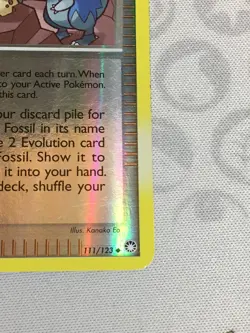 er card each turn. When
to your Active Pokémon.
this card.
our discard pile for
Fossil in its name
e 2 Evolution card
Fossil. Show it to
it into your hand.
deck, shuffle your
Illus. Kanako Eo
111/123